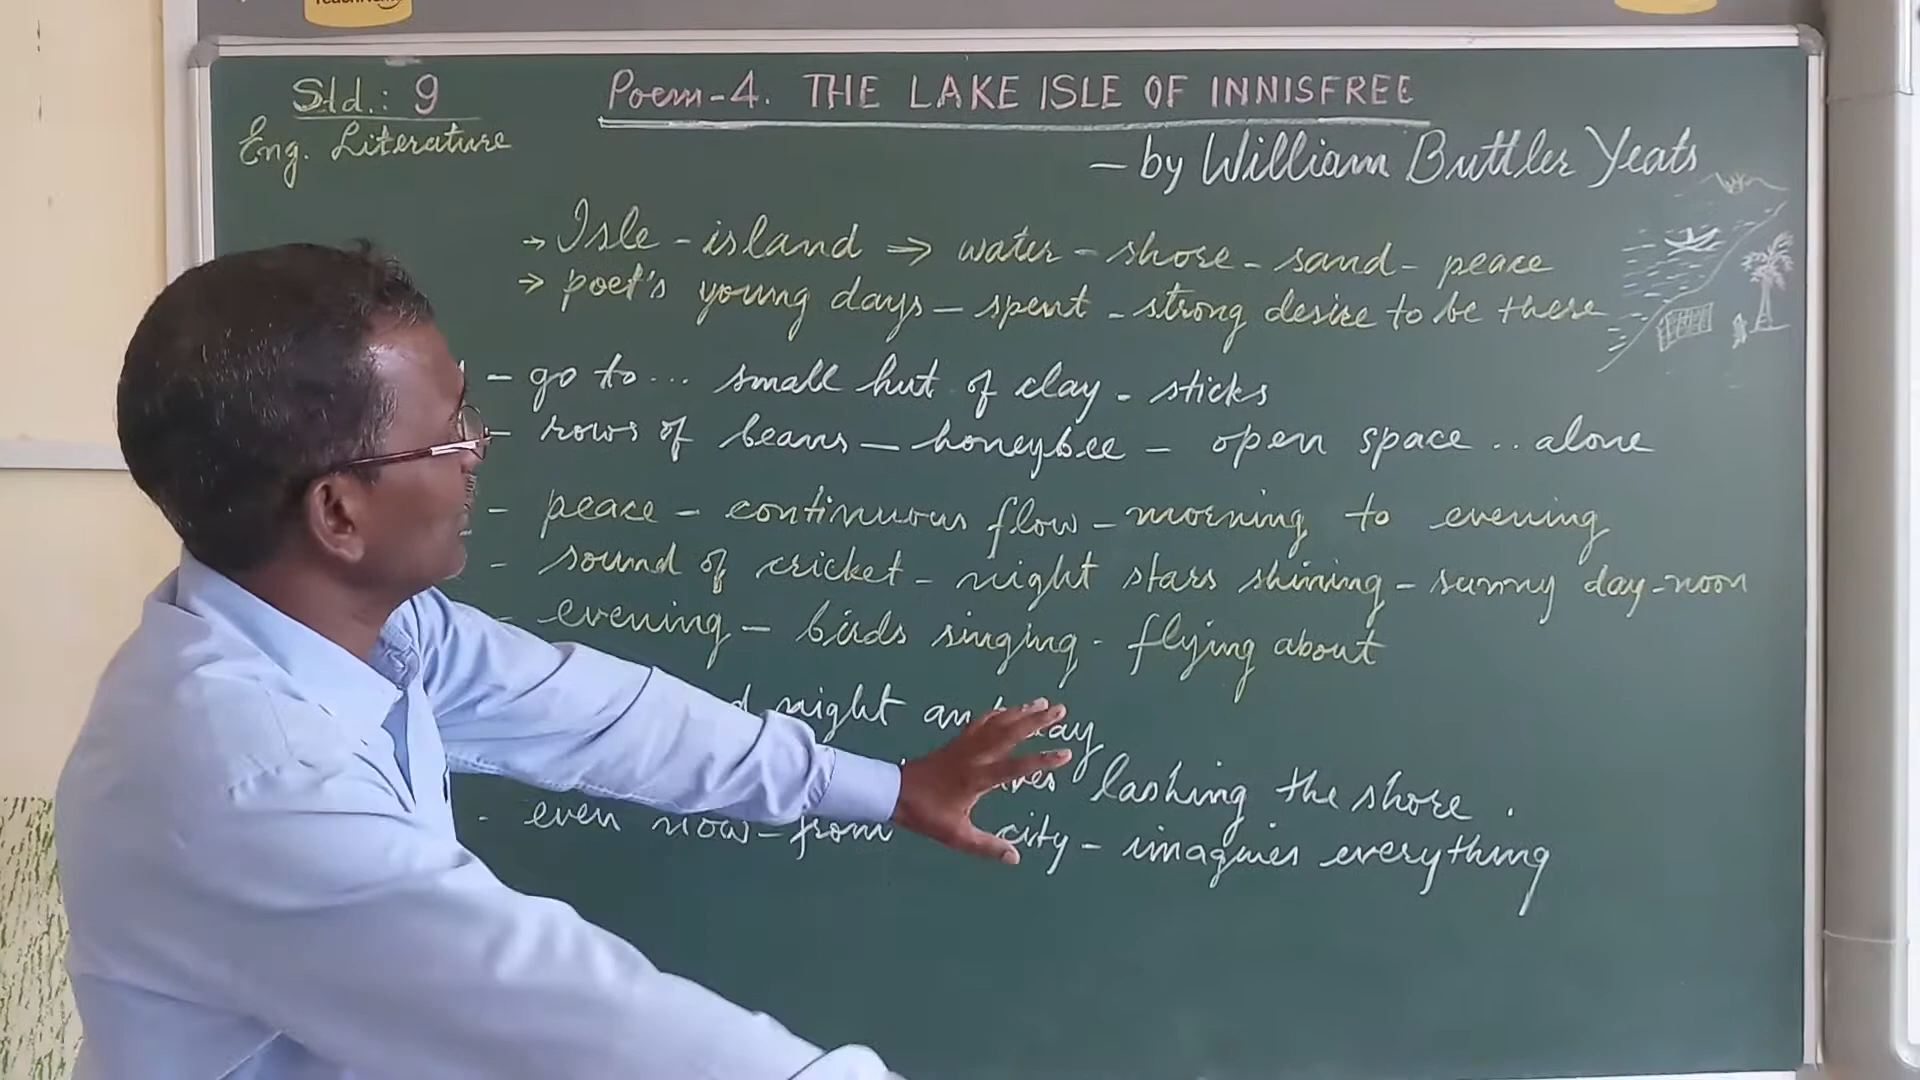 Std.: 9
Eng. Literature
Poem-4. THE LAKE ISLE OF INNISFREE
- by William Buttler Yeats
→ Isle - island ⇒ water - shore - sand - peace
→ poet's young days - spent - strong desire to be there
- go to... small hut of clay - sticks
- rows of beans - honeybee - open space .. alone
- peace - continuous flow - morning to evening
- sound of cricket - night stars shining - sunny day - noon
- evening - birds singing - flying about
night and day
lashing the shore.
- even now - from city - imagines everything